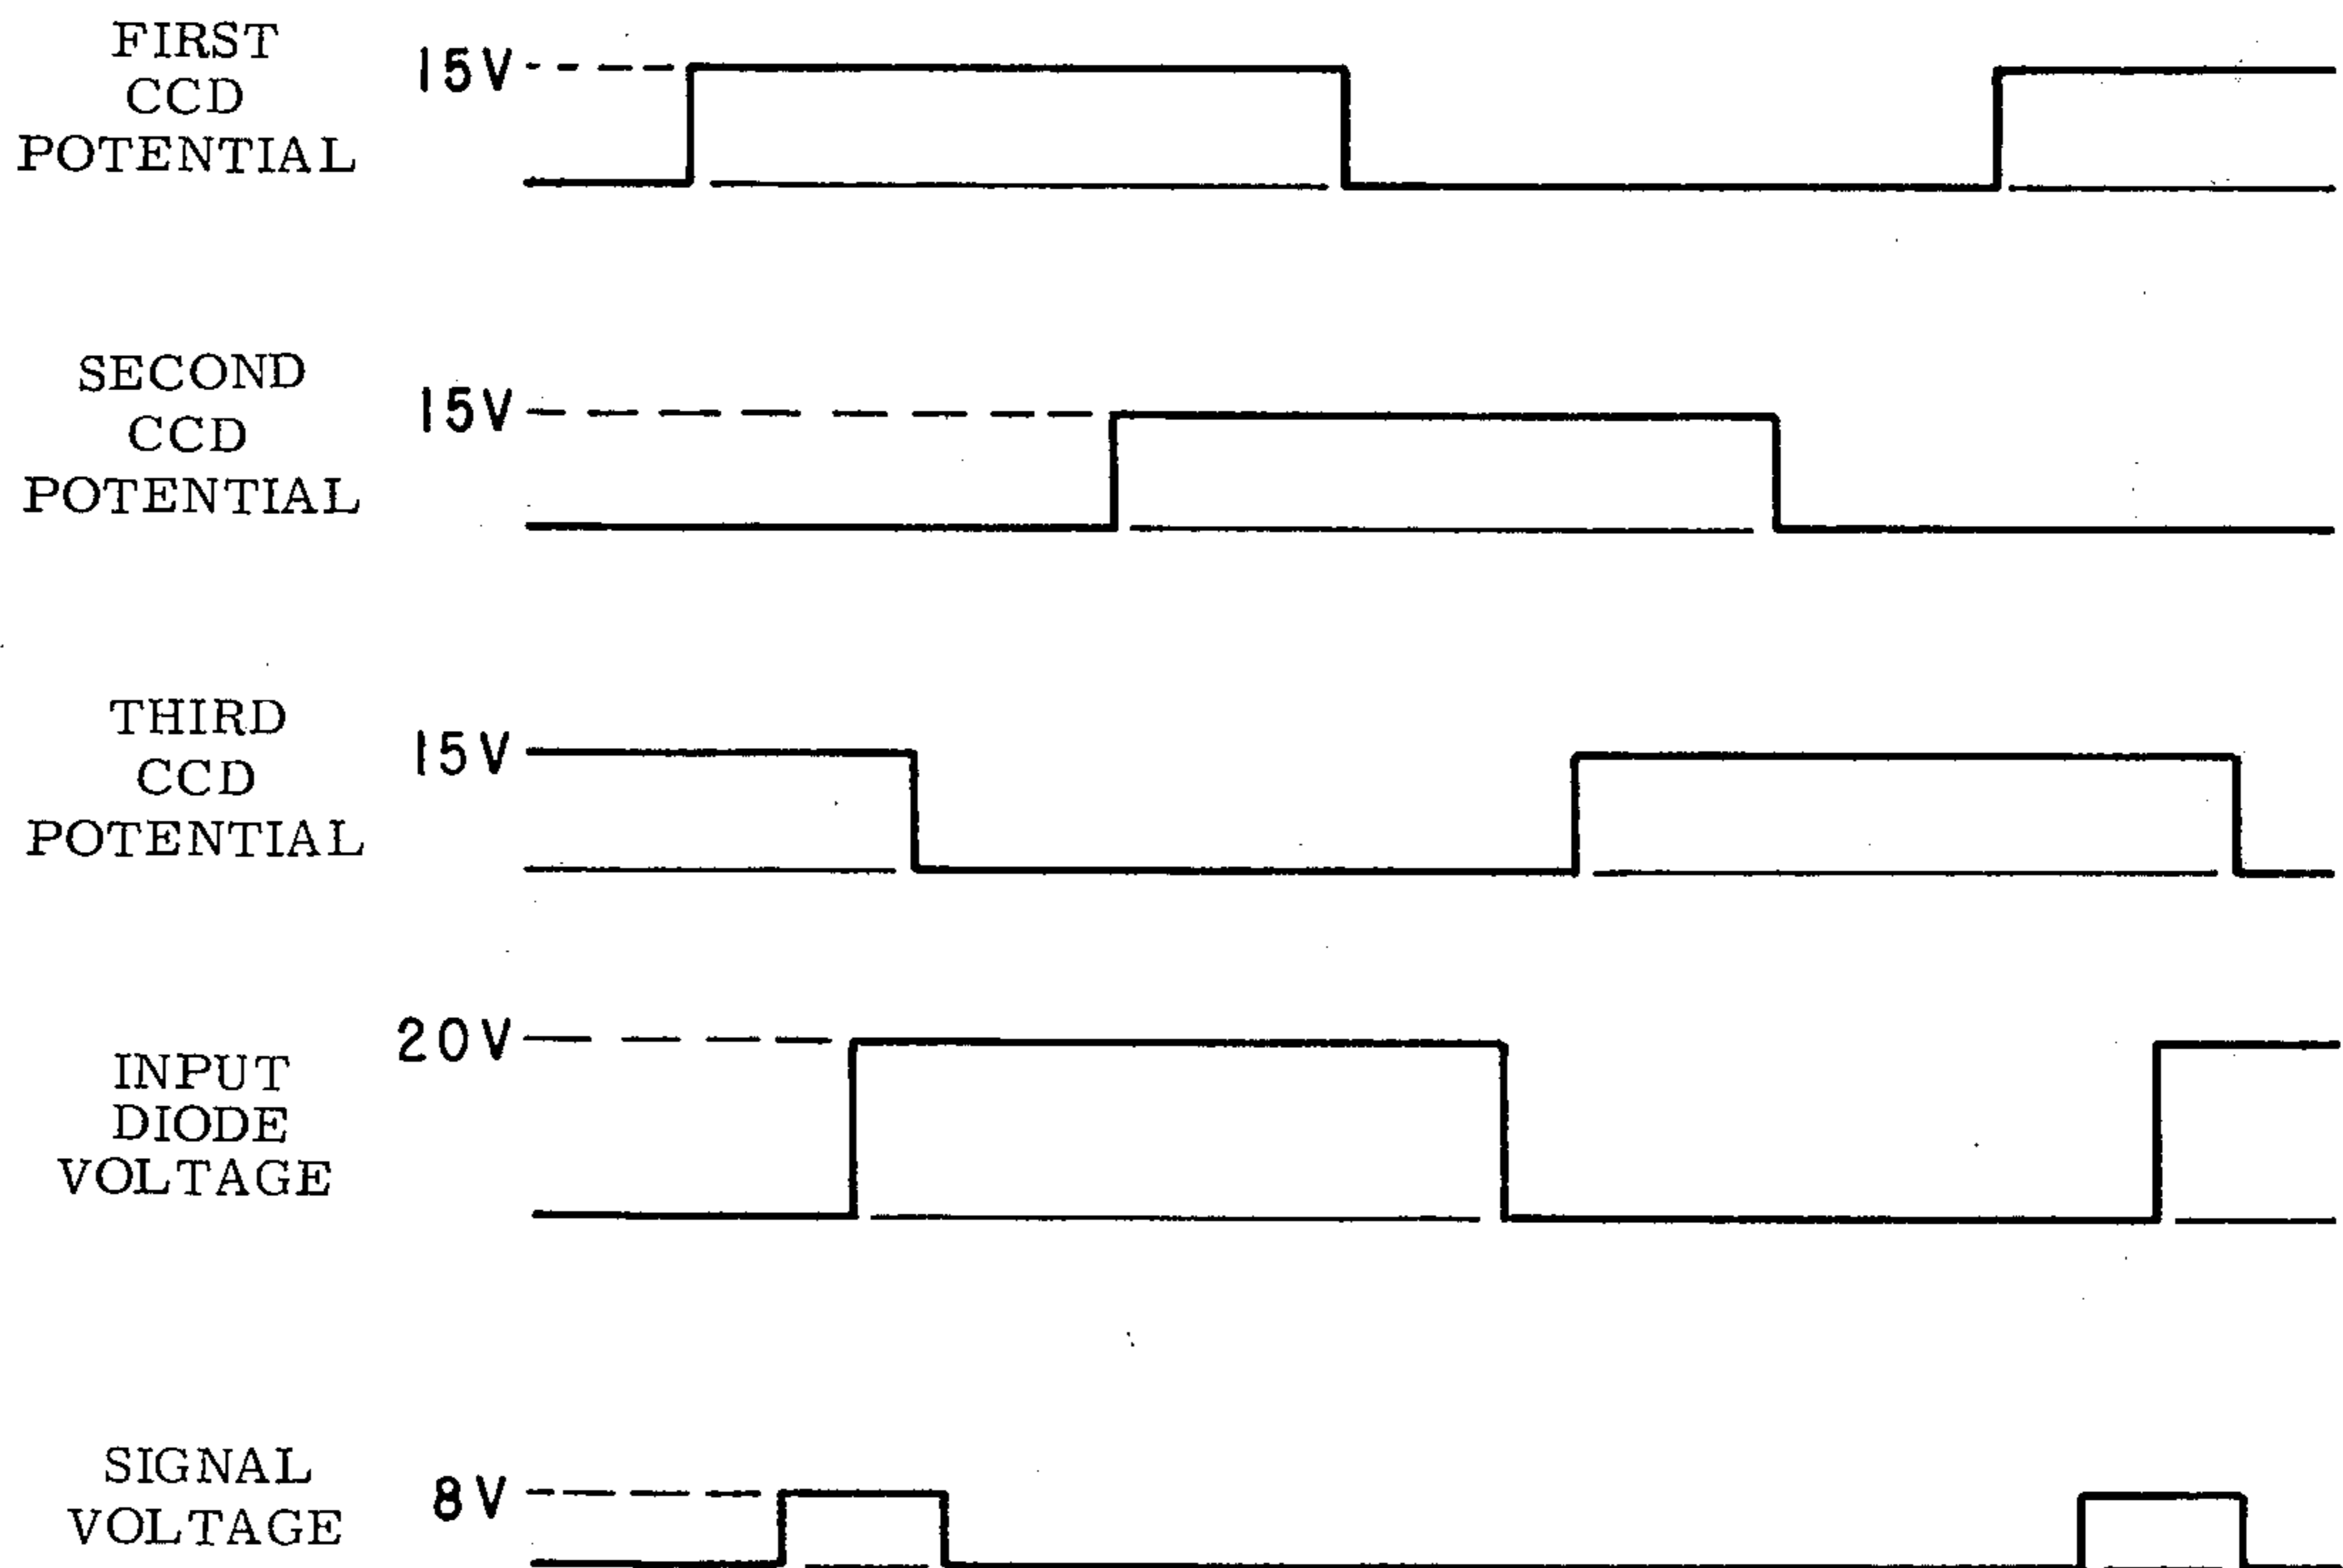 FIRST
CCD
POTENTIAL
15V
SECOND
CCD
POTENTIAL
15V
THIRD
CCD
POTENTIAL
15V
INPUT
DIODE
VOLTAGE
20V
SIGNAL
VOLTAGE
8V